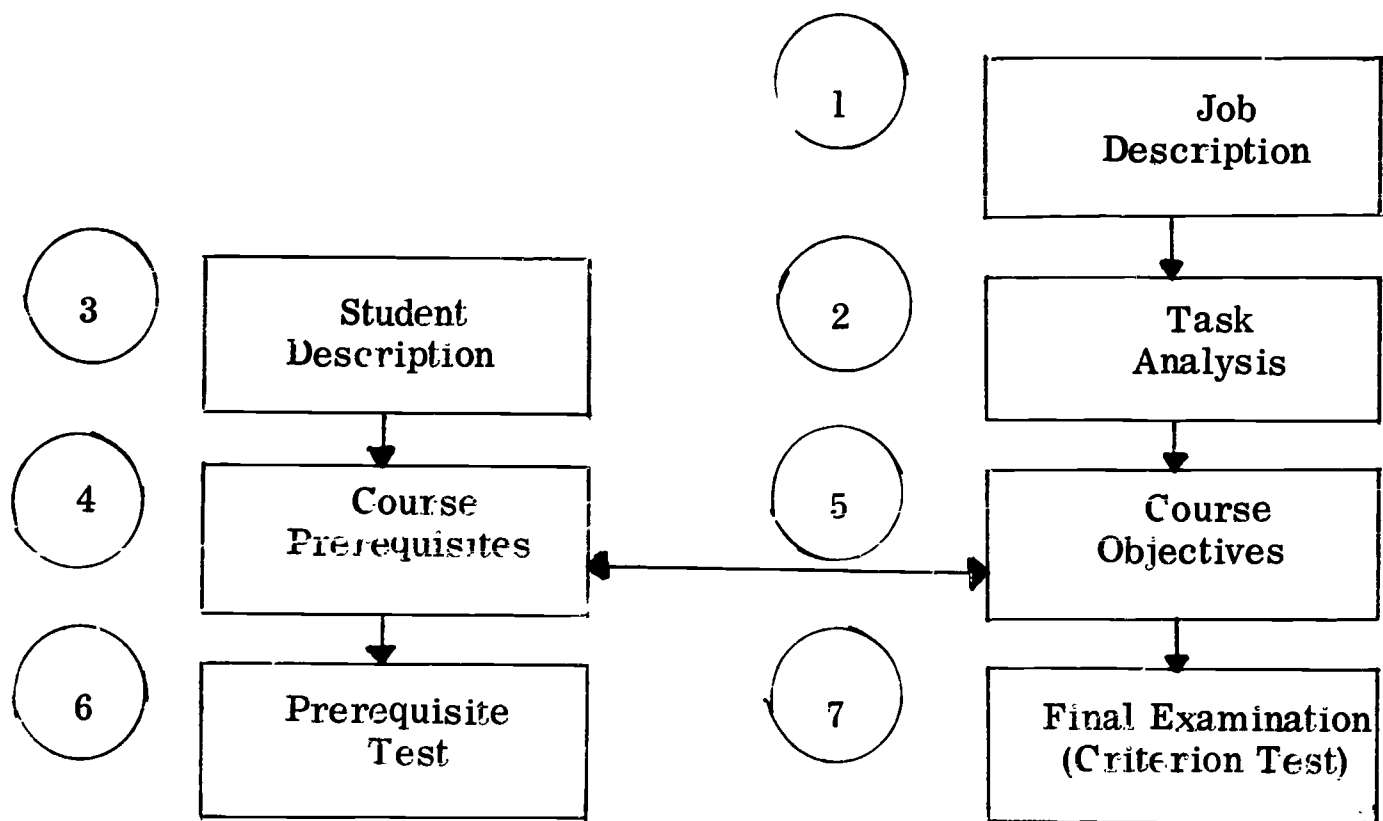 1
Job
Description
3
Student
Description
2
Task
Analysis
4
Course
Prerequisites
5
Course
Objectives
6
Prerequisite
Test
7
Final Examination
(Criterion Test)